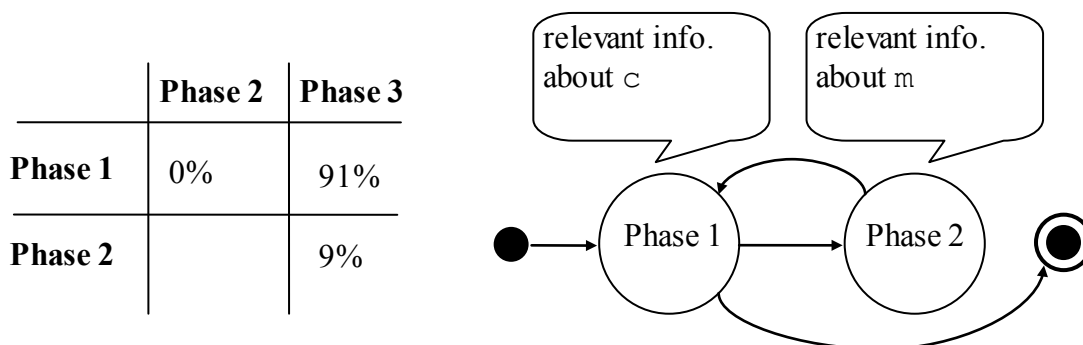 Phase 2 Phase 3
Phase 1 0% 91%
Phase 2 9%
relevant info.
about c
relevant info.
about m
Phase 1
Phase 2